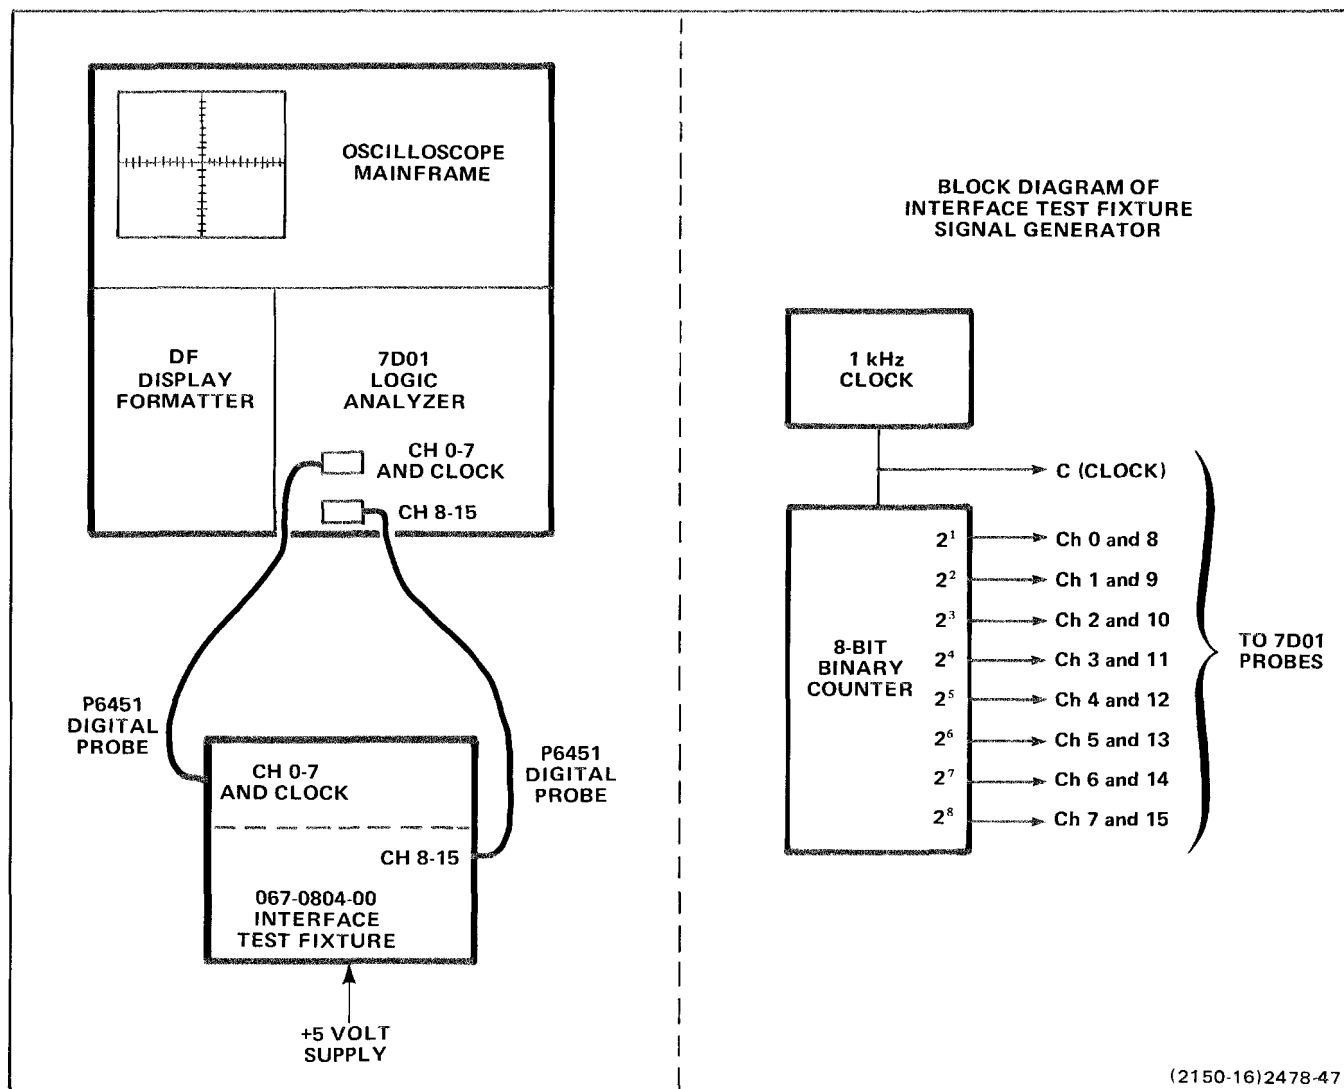 OSCILLOSCOPE
MAINFRAME
DF
DISPLAY
FORMATTER
7D01
LOGIC
ANALYZER
CH 0-7
AND CLOCK
CH 8-15
P6451
DIGITAL
PROBE
P6451
DIGITAL
PROBE
CH 0-7
AND CLOCK
CH 8-15
067-0804-00
INTERFACE
TEST FIXTURE
+5 VOLT
SUPPLY
BLOCK DIAGRAM OF
INTERFACE TEST FIXTURE
SIGNAL GENERATOR
1 kHz
CLOCK
C (CLOCK)
8-BIT
BINARY
COUNTER
2¹ Ch 0 and 8
2² Ch 1 and 9
2³ Ch 2 and 10
2⁴ Ch 3 and 11
2⁵ Ch 4 and 12
2⁶ Ch 5 and 13
2⁷ Ch 6 and 14
2⁸ Ch 7 and 15
TO 7D01
PROBES
(2150-16)2478-47